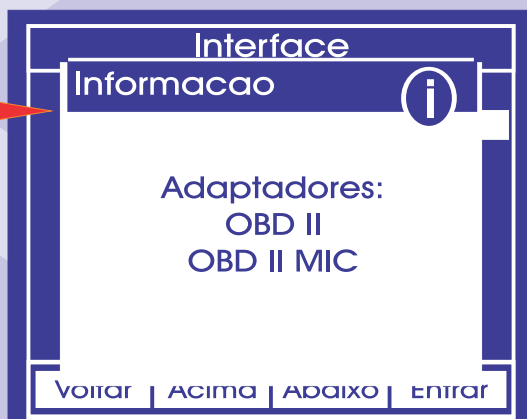 Interface
Informacao
i
Adaptadores:
OBD II
OBD II MIC
Voltar Acima Abaixo Entrar